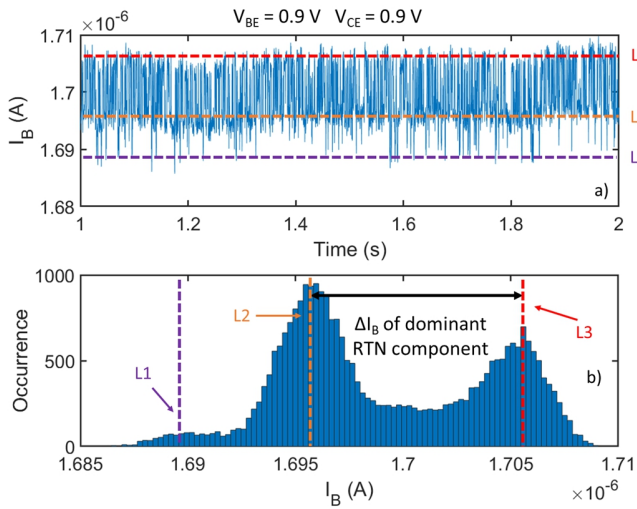 V_BE = 0.9 V V_CE = 0.9 V
×10⁻⁶
1.71
1.7
1.69
1.68
I_B (A)
L
L
L
a)
1 1.2 1.4 1.6 1.8 2
Time (s)
1000
500
0
Occurrence
L1
L2
ΔI_B of dominant
RTN component
L3
b)
1.685 1.69 1.695 1.7 1.705 1.71
I_B (A)
×10⁻⁶